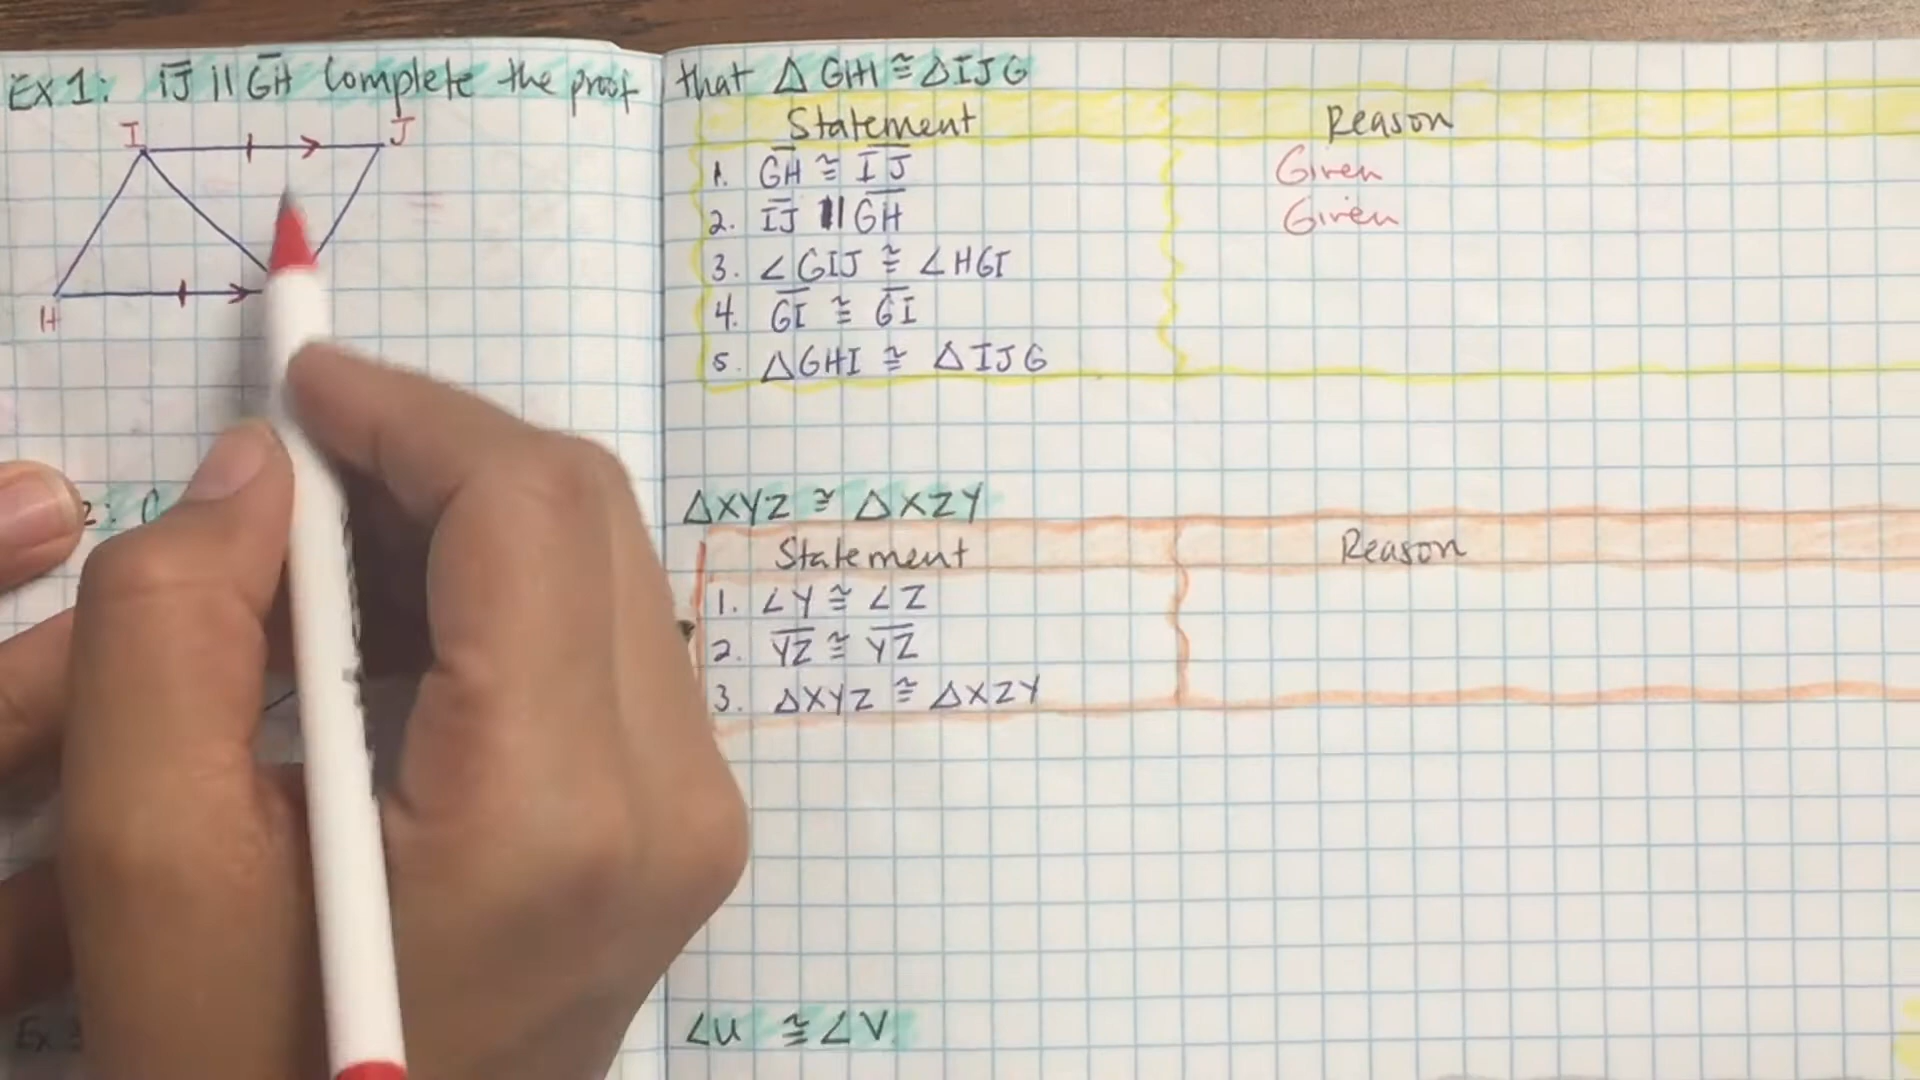 Ex 1: IJ || GH Complete the proof that △GHI ≅ △IJG
I
J
H
Statement Reason
1. GH ≅ IJ Given
2. IJ || GH Given
3. ∠GIJ ≅ ∠HGI
4. GI ≅ GI
5. △GHI ≅ △IJG
2: C
△XYZ ≅ △XZY
Statement Reason
1. ∠Y ≅ ∠Z
2. YZ ≅ YZ
3. △XYZ ≅ △XZY
Ex
∠U ≅ ∠V